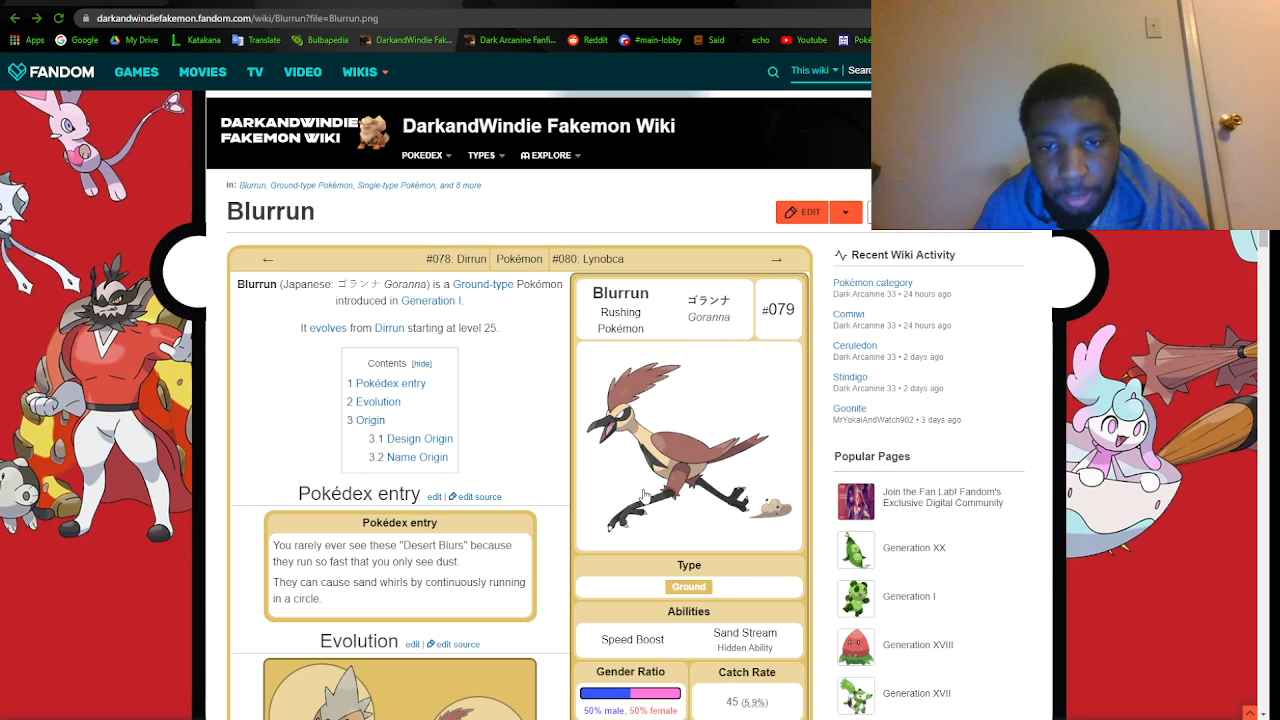 darkandwindiefakemon.fandom.com/wiki/Blurrun?file=Blurrun.png
Apps Google My Drive Katakana Translate Bulbapedia DarkandWindie Fak... Dark Arcanine Fanfi... Reddit #main-lobby Said echo Youtube Poké
FANDOM GAMES MOVIES TV VIDEO WIKIS This wiki Searc
DARKANDWINDIE
FAKEMON WIKI
DarkandWindie Fakemon Wiki
POKEDEX TYPES EXPLORE
in: Blurrun, Ground-type Pokémon, Single-type Pokémon, and 8 more
Blurrun
EDIT
← #078: Dirrun Pokémon #080: Lynobca →
Blurrun (Japanese: ゴランナ Goranna) is a Ground-type Pokémon
introduced in Generation I.
It evolves from Dirrun starting at level 25.
Contents [hide]
1 Pokédex entry
2 Evolution
3 Origin
3.1 Design Origin
3.2 Name Origin
Pokédex entry edit | edit source
Pokédex entry
You rarely ever see these "Desert Blurs" because
they run so fast that you only see dust.
They can cause sand whirls by continuously running
in a circle.
Evolution edit | edit source
Blurrun
Rushing
Pokémon
ゴランナ
Goranna
#079
Type
Ground
Abilities
Speed Boost
Sand Stream
Hidden Ability
Gender Ratio
50% male, 50% female
Catch Rate
45 (5.9%)
Recent Wiki Activity
Pokémon category
Dark Arcanine 33 • 24 hours ago
Comiwi
Dark Arcanine 33 • 24 hours ago
Ceruledon
Dark Arcanine 33 • 2 days ago
Stindigo
Dark Arcanine 33 • 2 days ago
Goonite
MrYokaiAndWatch902 • 3 days ago
Popular Pages
Join the Fan Lab! Fandom's
Exclusive Digital Community
Generation XX
Generation I
Generation XVIII
Generation XVII